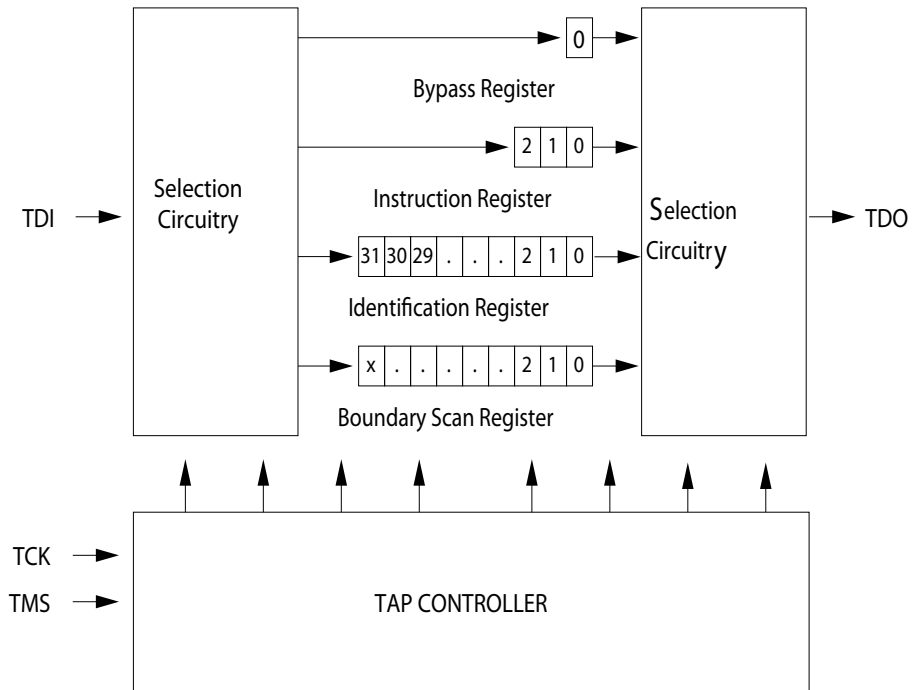 0
Bypass Register
2 1 0
Instruction Register
Selection
Circuitry
TDI
Selection
Circuitry
TDO
31 30 29 . . . 2 1 0
Identification Register
x . . . . . 2 1 0
Boundary Scan Register
TCK
TMS
TAP CONTROLLER